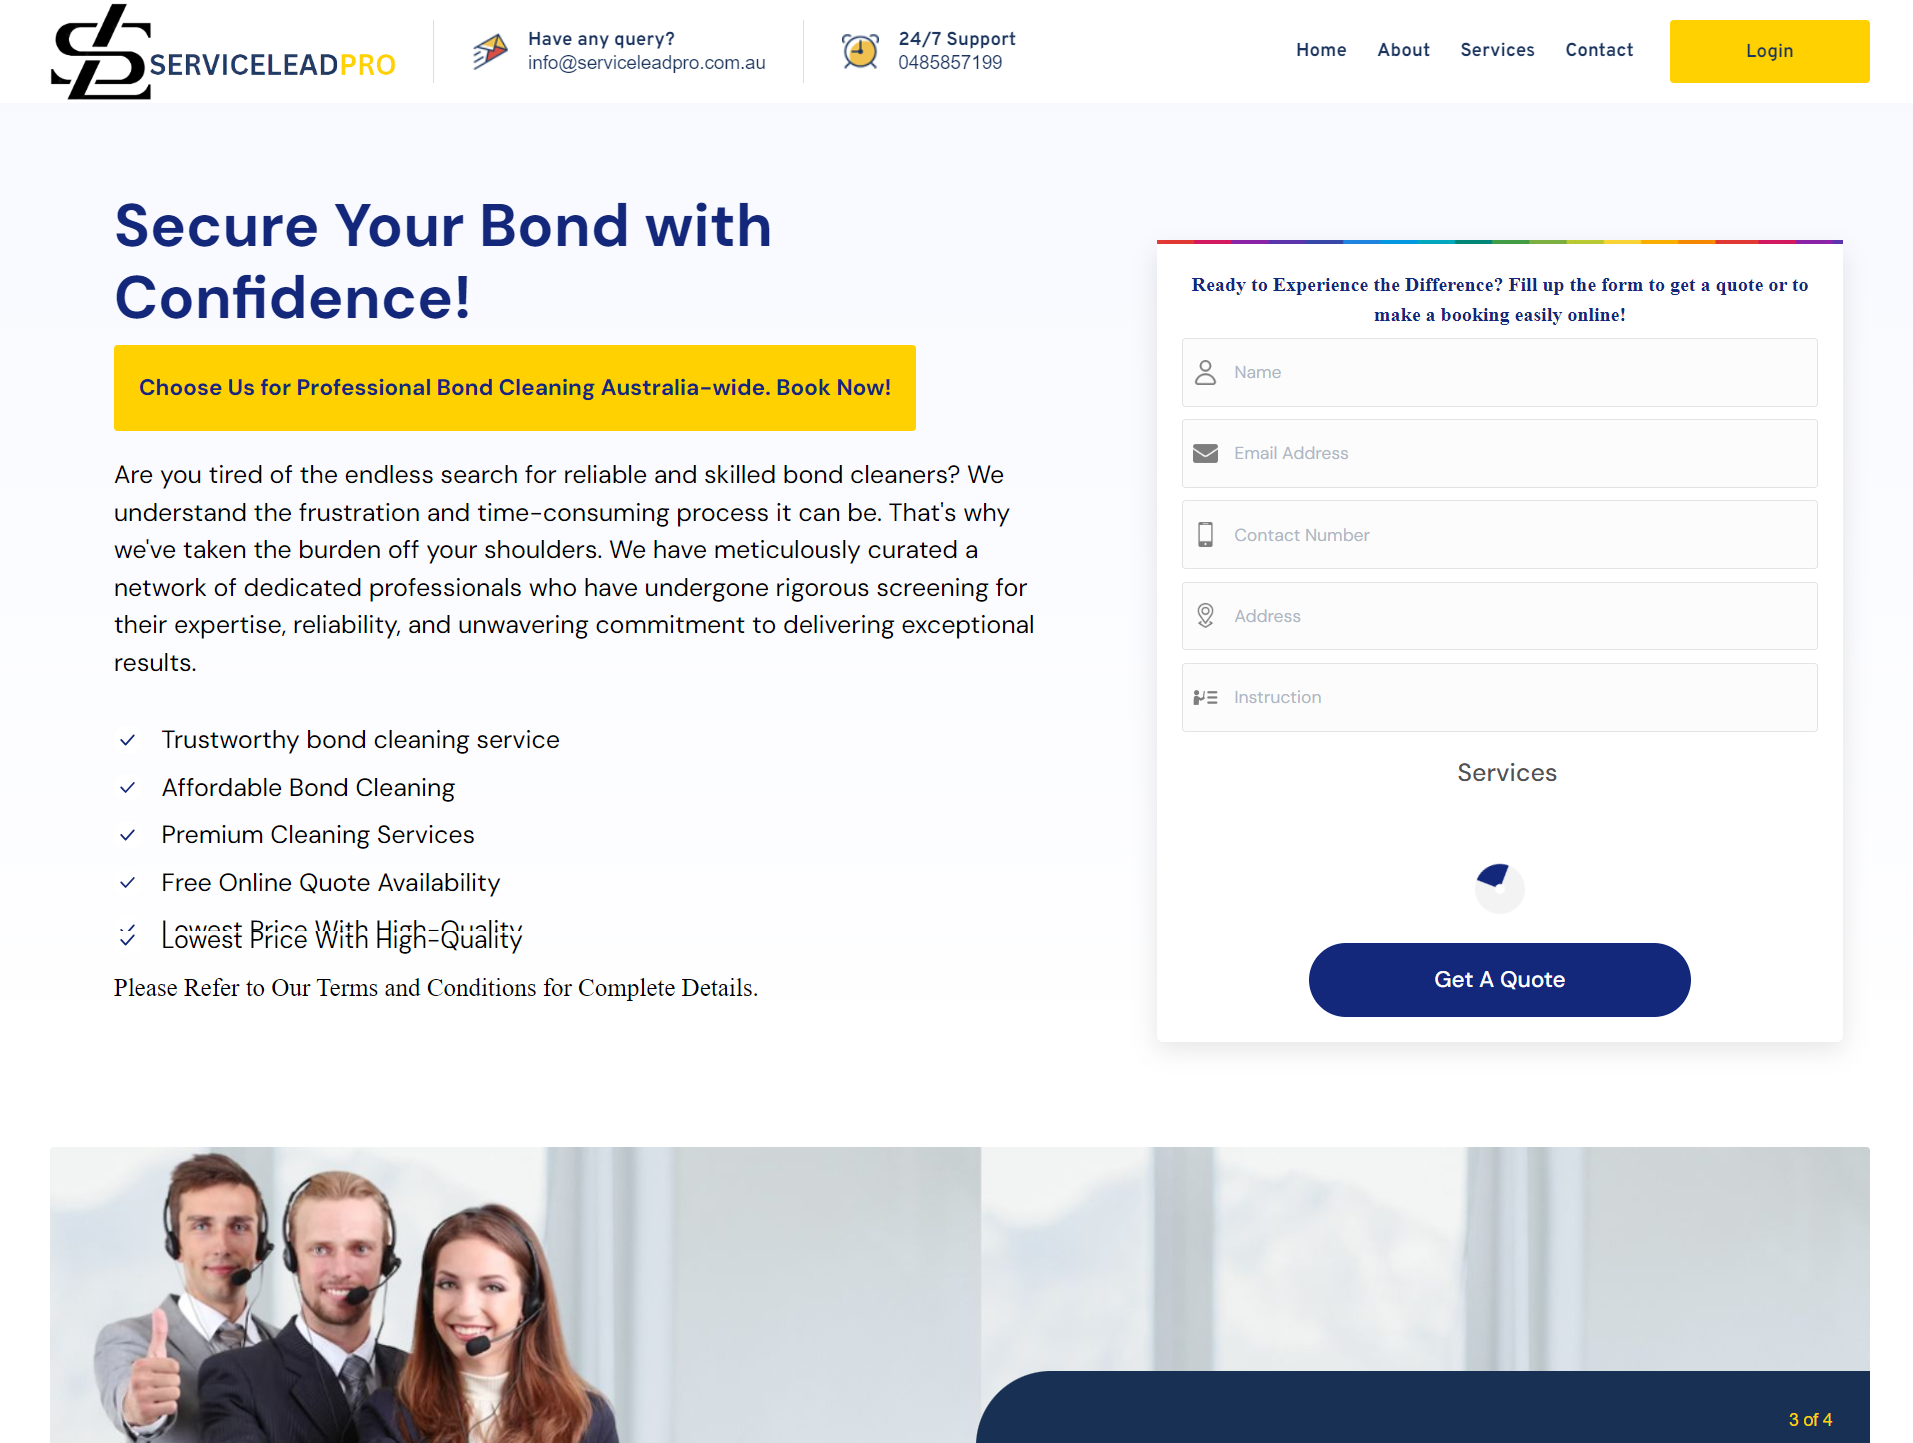 SERVICELEADPRO
Have any query?
info@serviceleadpro.com.au
24/7 Support
0485857199
Home
About
Services
Contact
Login
Secure Your Bond with
Confidence!
Choose Us for Professional Bond Cleaning Australia-wide. Book Now!
Are you tired of the endless search for reliable and skilled bond cleaners? We
understand the frustration and time-consuming process it can be. That's why
we've taken the burden off your shoulders. We have meticulously curated a
network of dedicated professionals who have undergone rigorous screening for
their expertise, reliability, and unwavering commitment to delivering exceptional
results.
Trustworthy bond cleaning service
Affordable Bond Cleaning
Premium Cleaning Services
Free Online Quote Availability
Lowest Price With High-Quality
Please Refer to Our Terms and Conditions for Complete Details.
Ready to Experience the Difference? Fill up the form to get a quote or to
make a booking easily online!
Name
Email Address
Contact Number
Address
Instruction
Services
Get A Quote
3 of 4